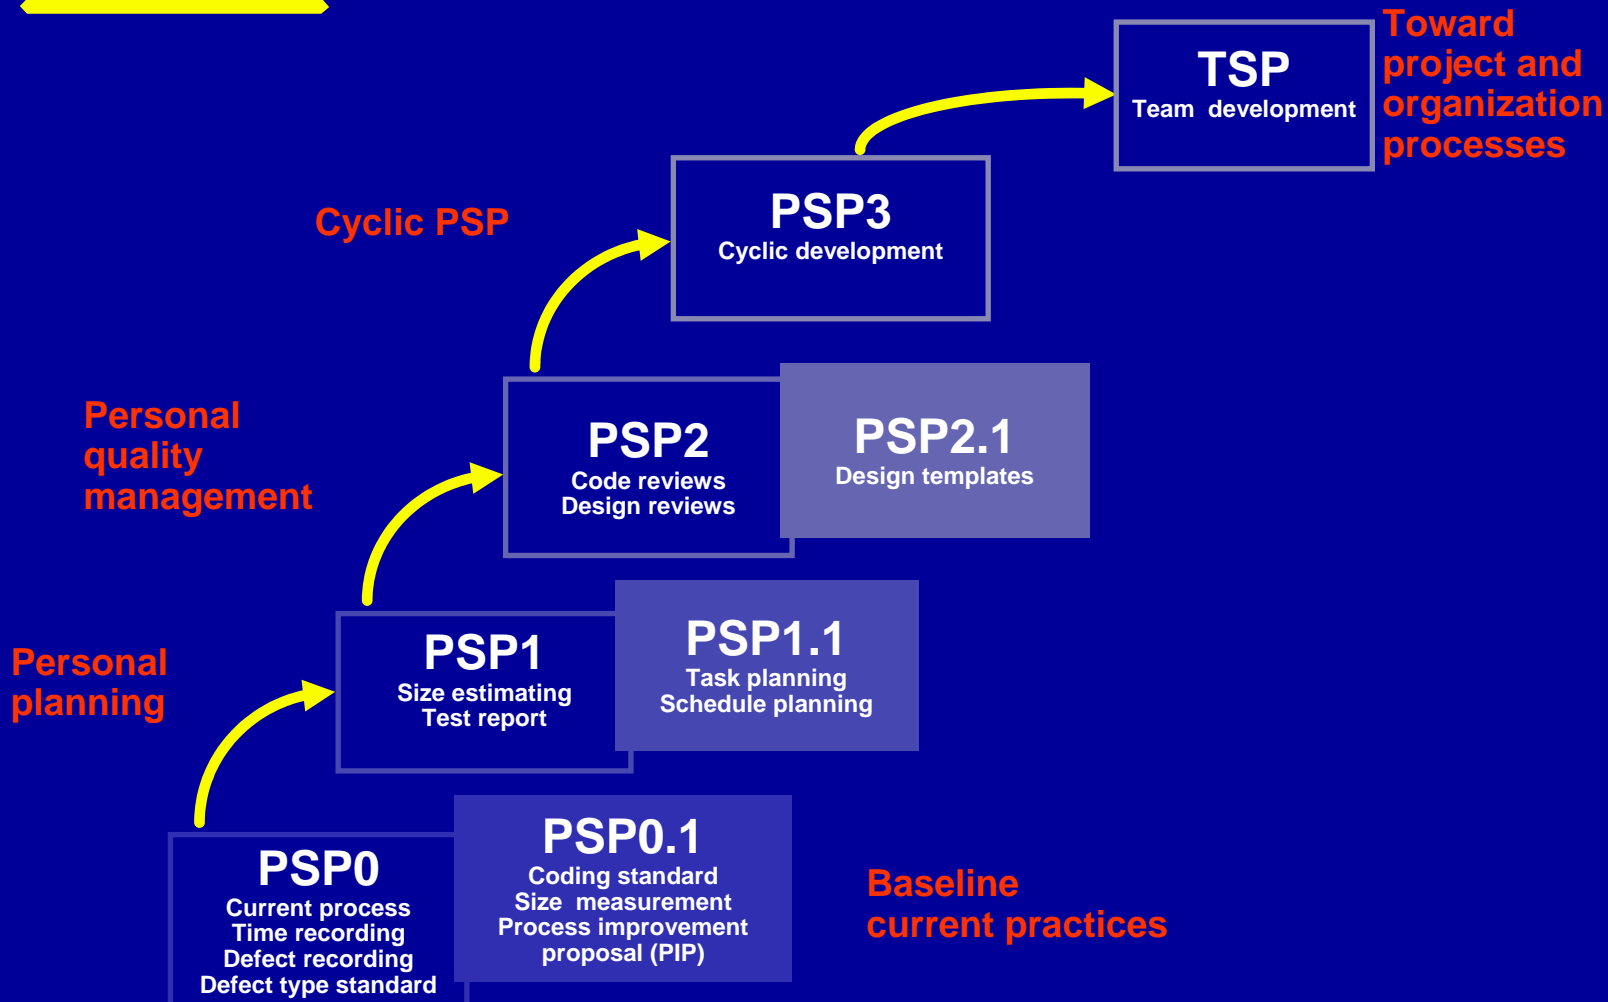 Toward
project and
organization
processes
TSP
Team development
Cyclic PSP
PSP3
Cyclic development
Personal
quality
management
PSP2
Code reviews
Design reviews
PSP2.1
Design templates
Personal
planning
PSP1
Size estimating
Test report
PSP1.1
Task planning
Schedule planning
PSP0
Current process
Time recording
Defect recording
Defect type standard
PSP0.1
Coding standard
Size measurement
Process improvement
proposal (PIP)
Baseline
current practices